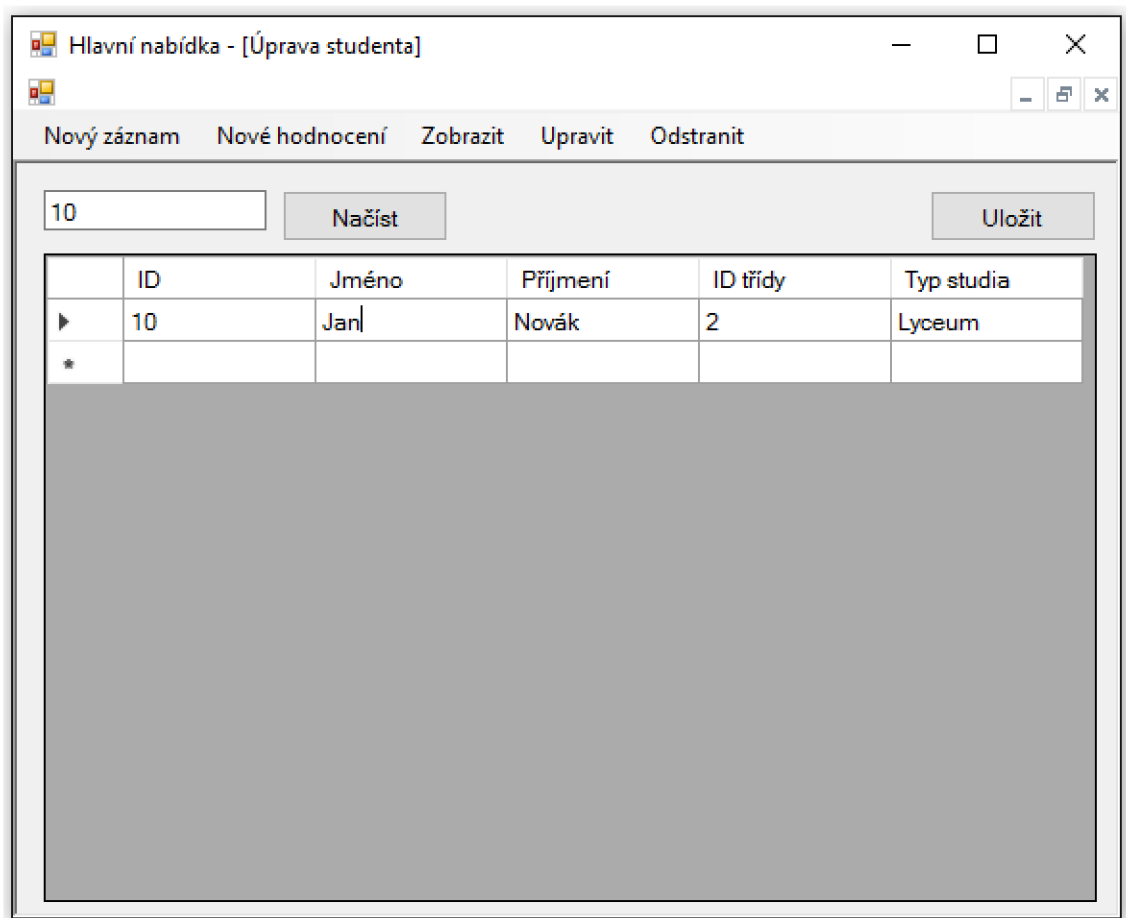 Hlavní nabídka - [Úprava studenta]
Nový záznam Nové hodnocení Zobrazit Upravit Odstranit
10 Načíst Uložit
ID Jméno Příjmení ID třídy Typ studia
10 Jan Novák 2 Lyceum